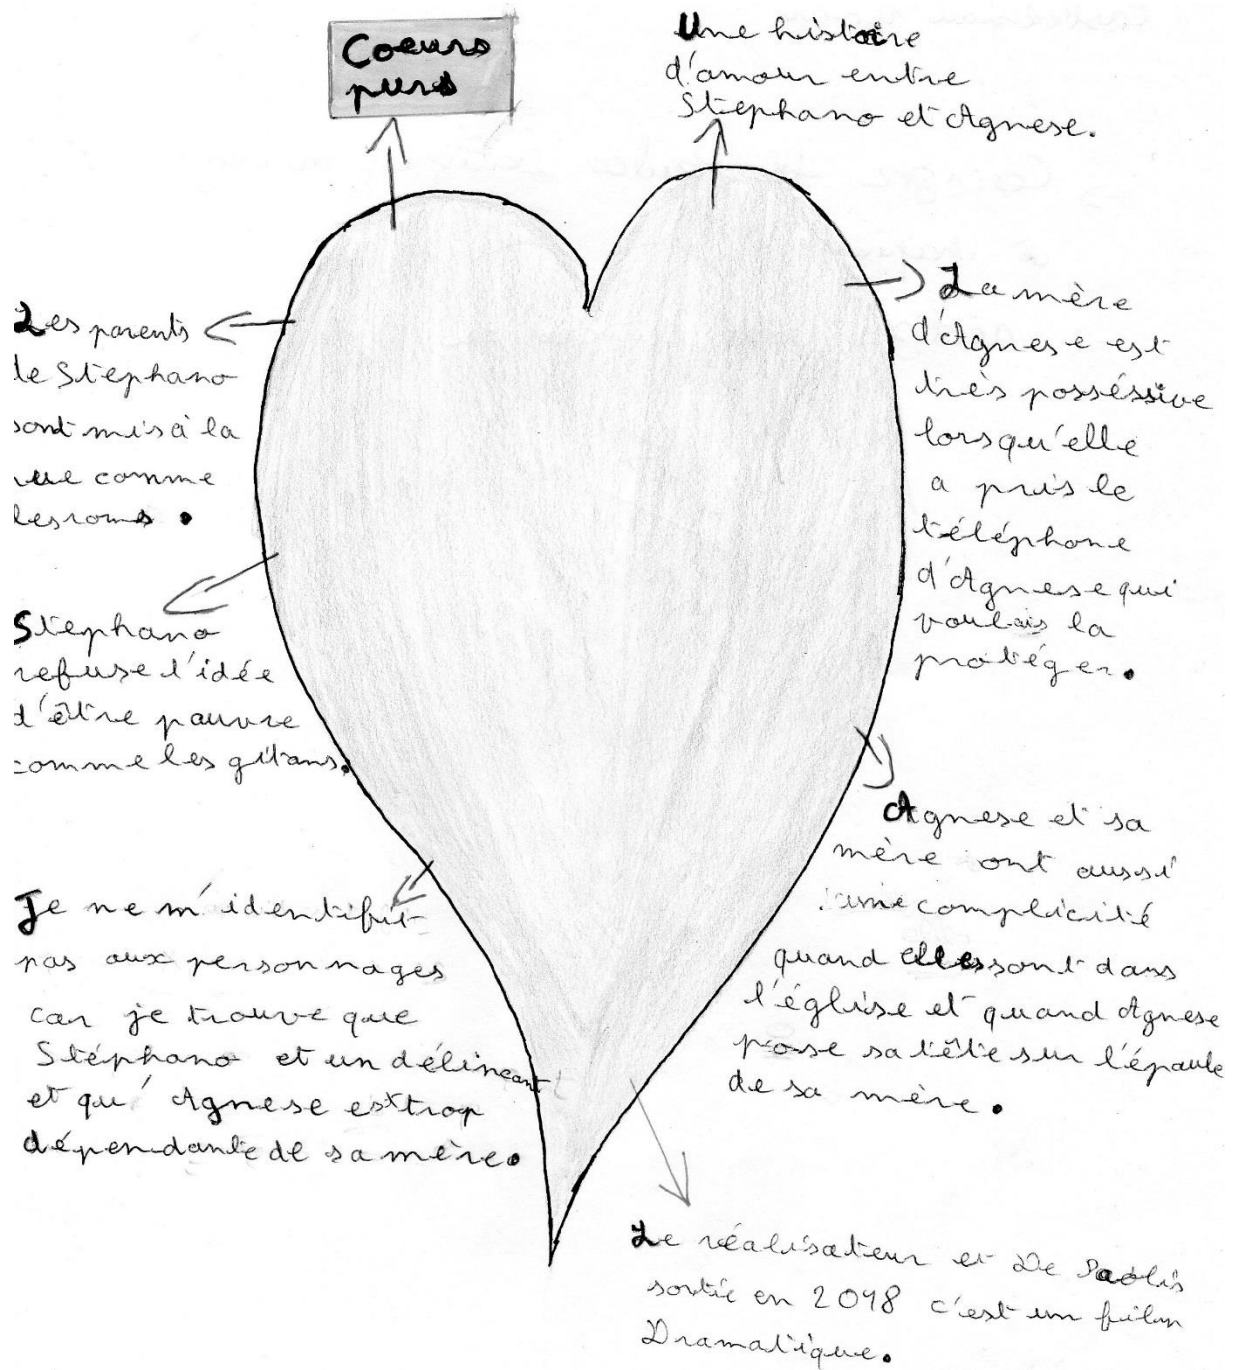 Coeurs
purs
Une histoire
d'amour entre
Stephano et Agnese.
Les parents
de Stephano
sont mis à la
rue comme
les roms.
Stephano
refuse l'idée
d'être pauvre
comme les gitans.
Je ne m'identifit
pas aux personnages
car je trouve que
Stéphano et un délincant
et qu' Agnese est trop
dépendante de sa mère.
La mère
d'Agnese est
très posséssive
lorsqu'elle
a pris le
téléphone
d'Agnese qui
voulais la
protéger.
Agnese et sa
mère ont aussi
une complicité
quand elles sont dans
l'église et quand Agnese
pose sa tête sur l'épaule
de sa mère.
Le réalisateur et De Paolis
sortie en 2018 c'est un film
Dramatique.